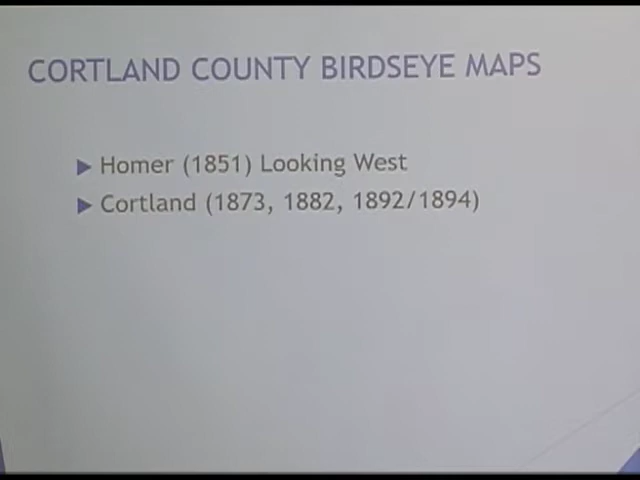 CORTLAND COUNTY BIRDSEYE MAPS
Homer (1851) Looking West
Cortland (1873, 1882, 1892/1894)